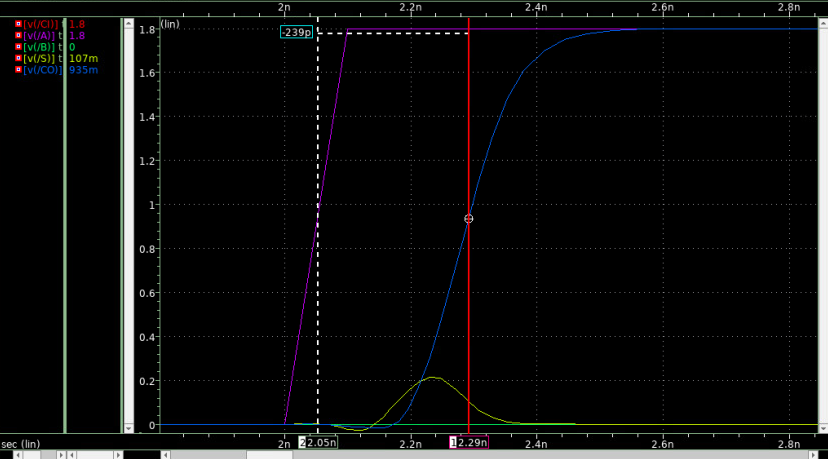 2n 2.2n 2.4n 2.6n 2.8n
[v(/CI)] t 1.8
[v(/A)] t 1.8
[v(/B)] t 0
[v(/S)] t 107m
[v(/CO)] 935m
(lin)
-239p
1.8
1.6
1.4
1.2
1
0.8
0.6
0.4
0.2
0
sec (lin)
2n 2.05n 2.2n 12.29n 2.4n 2.6n 2.8n